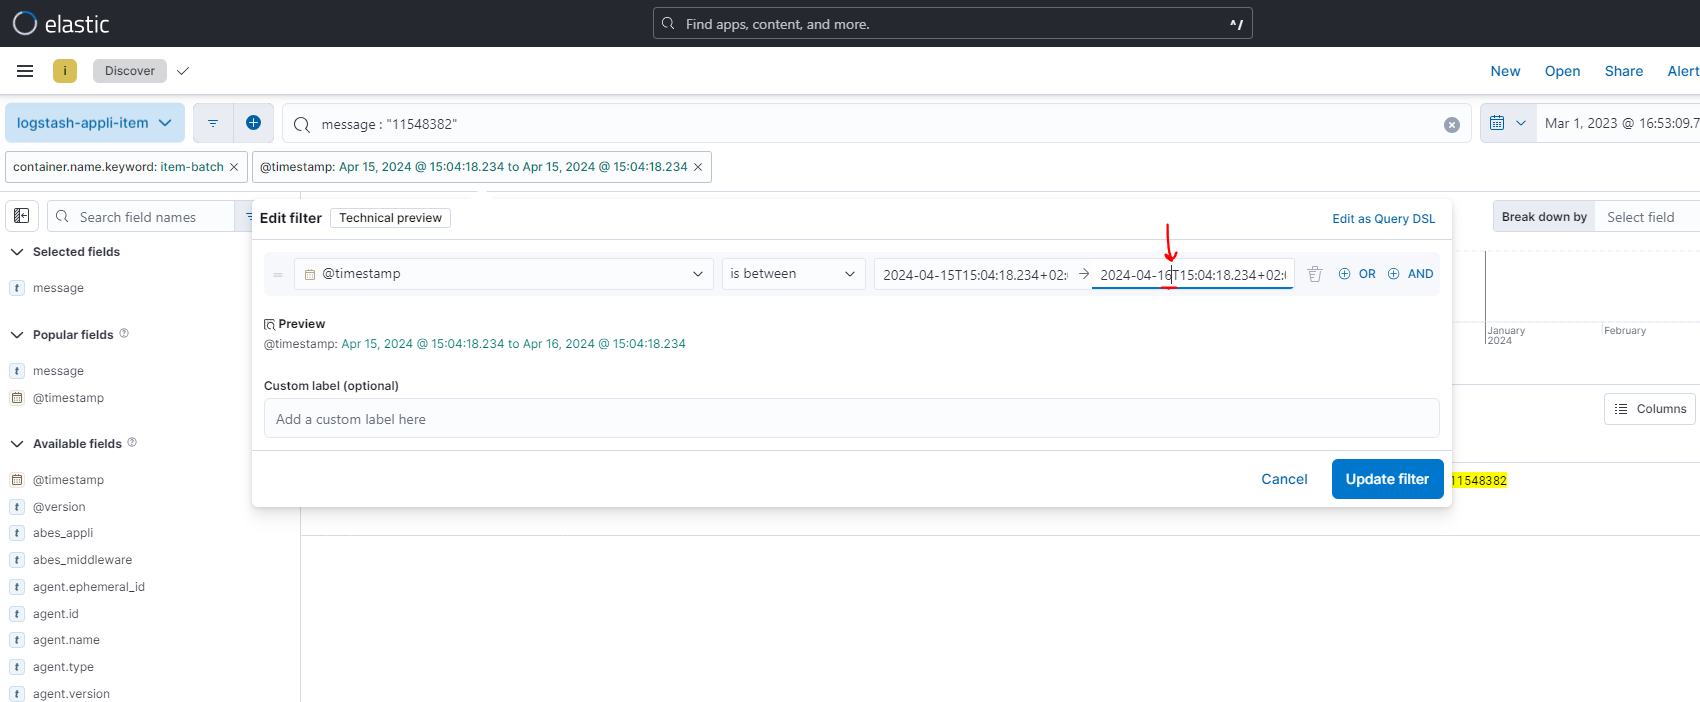 elastic
Find apps, content, and more.
^/
i
Discover
New
Open
Share
Alert
logstash-appli-item
message : "11548382"
Mar 1, 2023 @ 16:53:09.7
container.name.keyword: item-batch
@timestamp: Apr 15, 2024 @ 15:04:18.234 to Apr 15, 2024 @ 15:04:18.234
Search field names
Edit filter
Technical preview
Edit as Query DSL
Break down by
Select field
Selected fields
@timestamp
is between
2024-04-15T15:04:18.234+02:
2024-04-16T15:04:18.234+02:
OR
AND
t message
Preview
@timestamp: Apr 15, 2024 @ 15:04:18.234 to Apr 16, 2024 @ 15:04:18.234
January
2024
February
Popular fields
t message
@timestamp
Custom label (optional)
Add a custom label here
Columns
Available fields
@timestamp
Cancel
Update filter
11548382
t @version
t abes_appli
t abes_middleware
t agent.ephemeral_id
t agent.id
t agent.name
t agent.type
t agent.version